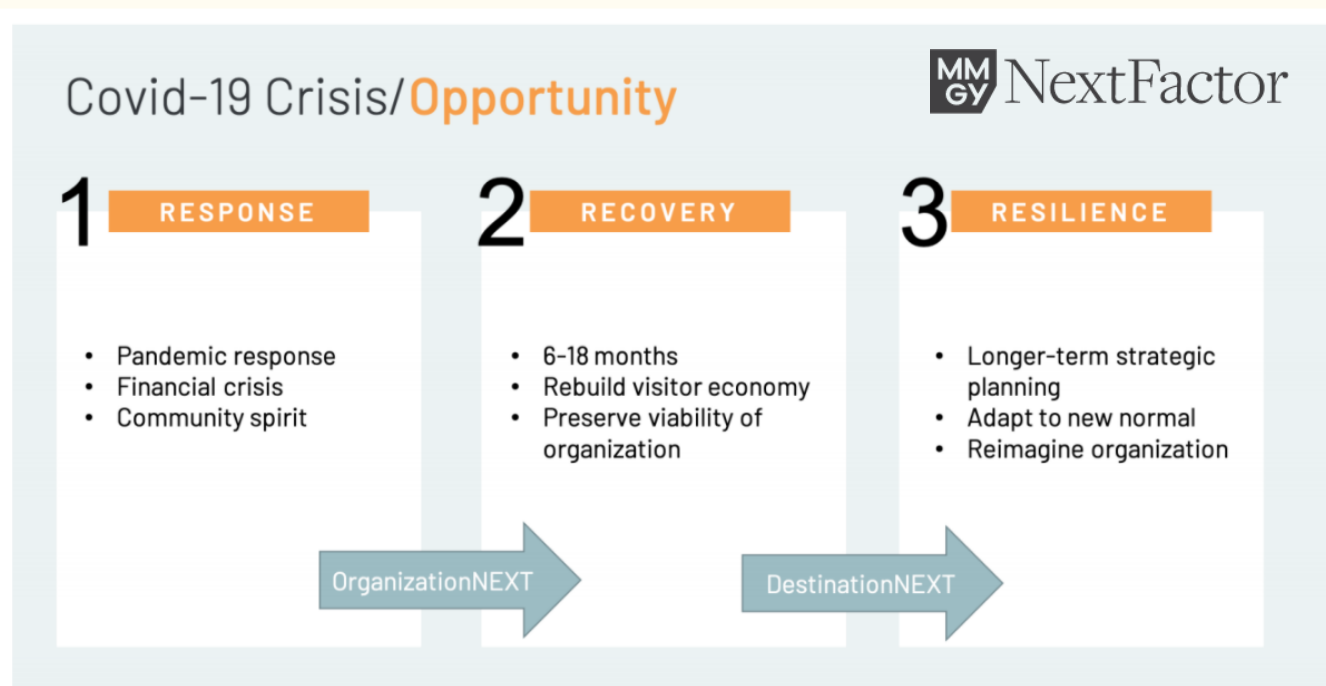 Covid-19 Crisis/Opportunity
MM
GY
NextFactor
1
RESPONSE
• Pandemic response
• Financial crisis
• Community spirit
OrganizationNEXT
2
RECOVERY
• 6-18 months
• Rebuild visitor economy
• Preserve viability of
organization
DestinationNEXT
3
RESILIENCE
• Longer-term strategic
planning
• Adapt to new normal
• Reimagine organization